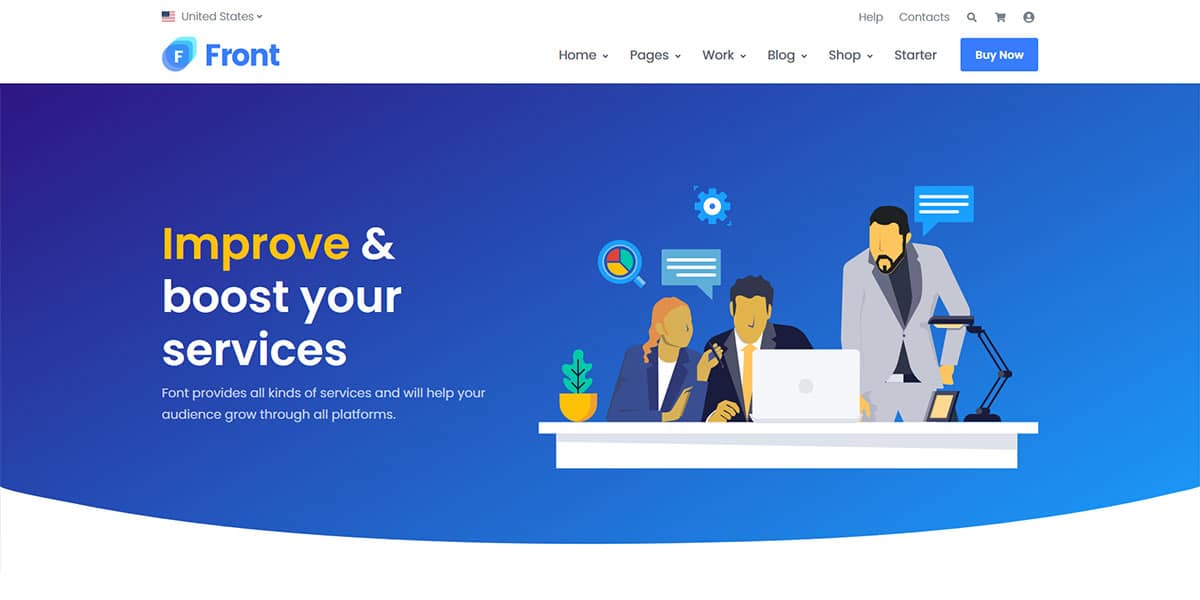 United States
Help Contacts
F Front
Home Pages Work Blog Shop Starter Buy Now
Improve &
boost your
services
Font provides all kinds of services and will help your
audience grow through all platforms.